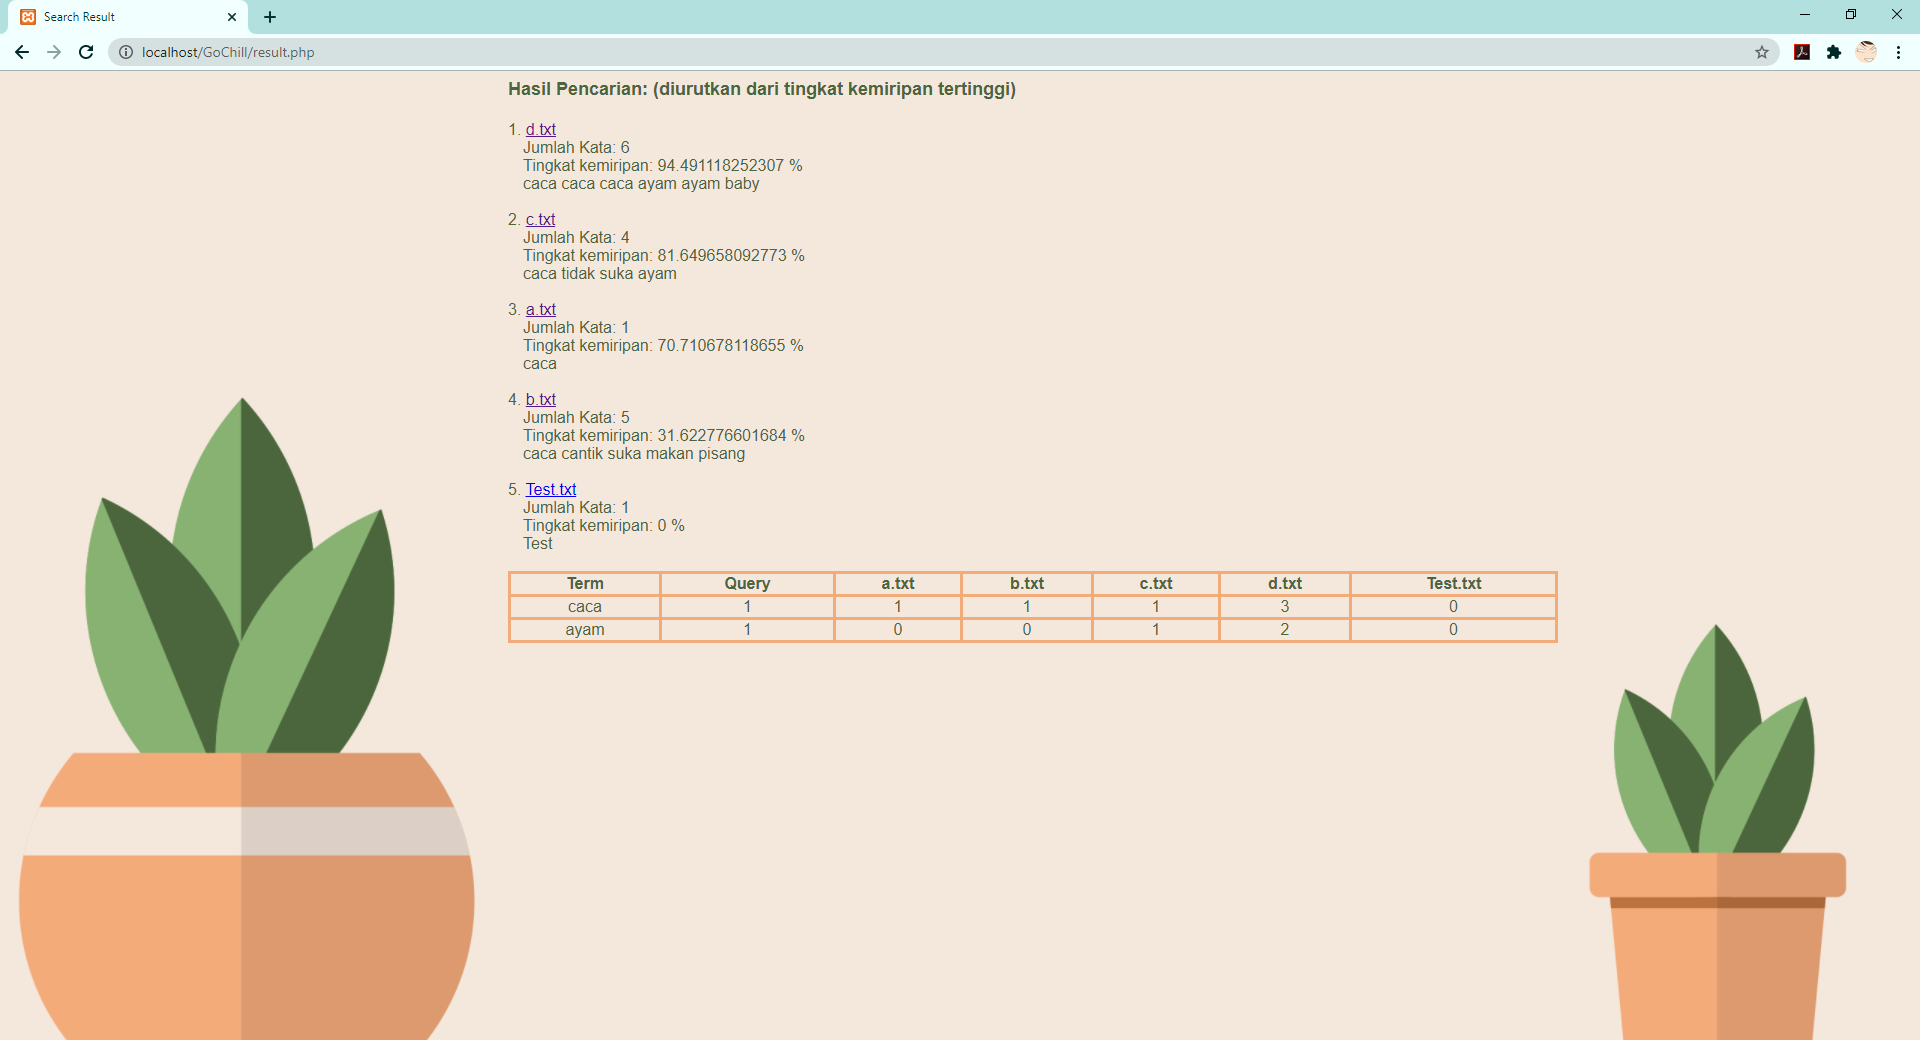 Search Result
localhost/GoChill/result.php
Hasil Pencarian: (diurutkan dari tingkat kemiripan tertinggi)
1. d.txt
Jumlah Kata: 6
Tingkat kemiripan: 94.491118252307 %
caca caca caca ayam ayam baby
2. c.txt
Jumlah Kata: 4
Tingkat kemiripan: 81.649658092773 %
caca tidak suka ayam
3. a.txt
Jumlah Kata: 1
Tingkat kemiripan: 70.710678118655 %
caca
4. b.txt
Jumlah Kata: 5
Tingkat kemiripan: 31.622776601684 %
caca cantik suka makan pisang
5. Test.txt
Jumlah Kata: 1
Tingkat kemiripan: 0 %
Test
Term Query a.txt b.txt c.txt d.txt Test.txt
caca 1 1 1 1 3 0
ayam 1 0 0 1 2 0